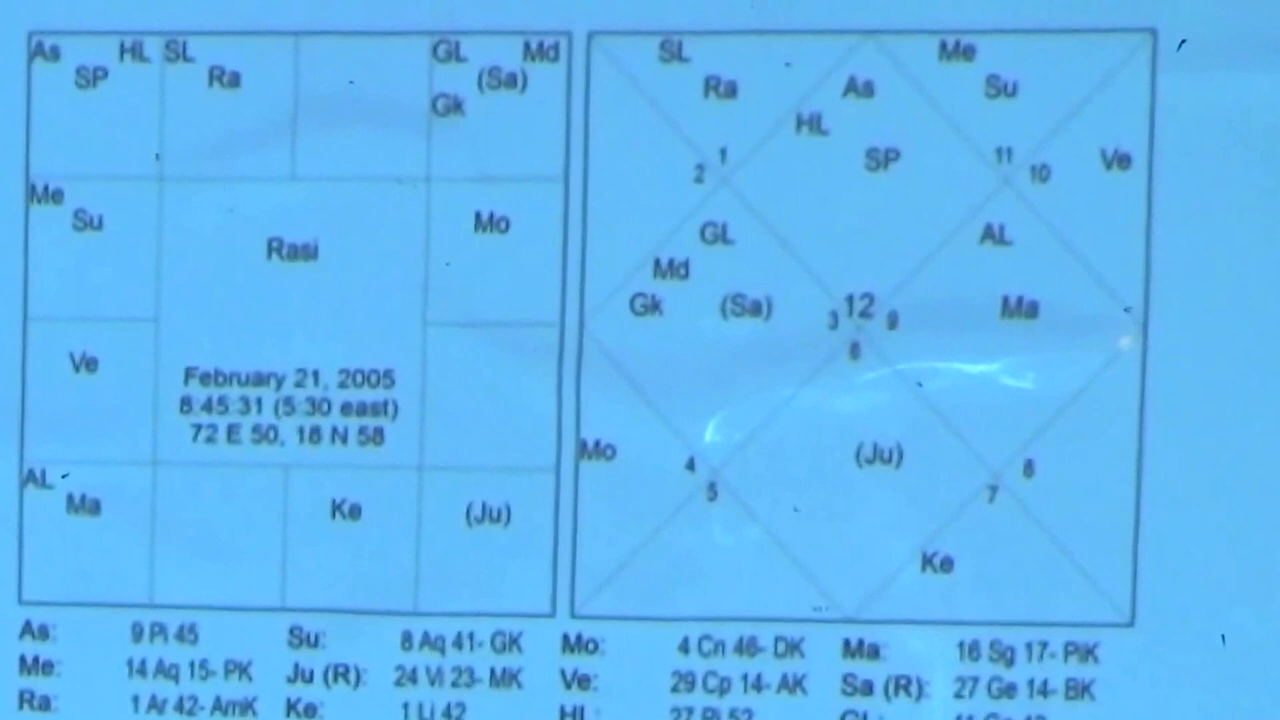 As HL SL GL Md
SP Ra (Sa)
Gk
Me
Su Mo
Rasi
Ve
February 21, 2005
8:45:31 (5:30 east)
72 E 50, 18 N 58
AL
Ma Ke (Ju)
SL Me
Ra As Su
HL
1 SP 11 Ve
2 10
GL AL
Md
Gk (Sa) 3 12 9 Ma
6
Mo 4 (Ju) 8
5 7
Ke
As: 9 Pi 45 Su: 8 Aq 41- GK Mo: 4 Cn 46- DK Ma: 16 Sg 17- PiK
Me: 14 Aq 15- PK Ju (R): 24 Vi 23- MK Ve: 29 Cp 14- AK Sa (R): 27 Ge 14- BK
Ra: 1 Ar 42- AmK Ke: 1 Li 42 HL: 27 Pi 52